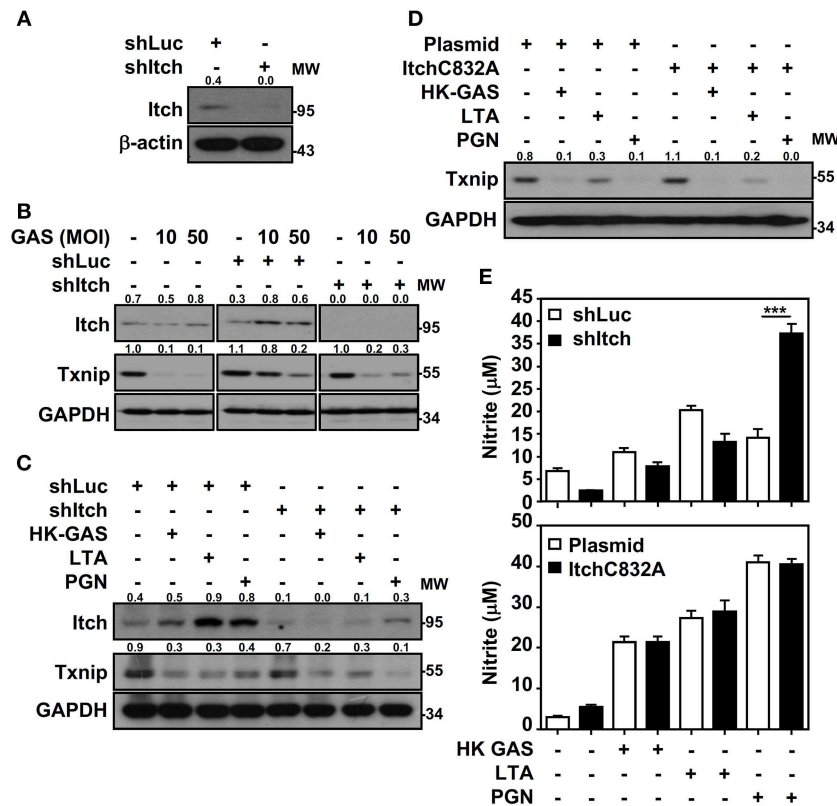 A
shLuc + -
shItch - +
0.4 0.0 MW
Itch -95
β-actin -43
B
GAS (MOI) - 10 50 - 10 50 - 10 50
shLuc + + +
shItch + + + MW
0.7 0.5 0.8 0.3 0.8 0.6 0.0 0.0 0.0
Itch -95
1.0 0.1 0.1 1.1 0.8 0.2 1.0 0.2 0.3
Txnip -55
GAPDH -34
C
shLuc + + + + - - - -
shItch - - - - + + + +
HK-GAS - + - - - + - -
LTA - - + - - - + -
PGN - - - + - - - + MW
0.4 0.5 0.9 0.8 0.1 0.0 0.1 0.3
Itch -95
0.9 0.3 0.3 0.4 0.7 0.2 0.3 0.1
Txnip -55
GAPDH -34
D
Plasmid + + + + - - - -
ItchC832A - - - - + + + +
HK-GAS - + - - - + - -
LTA - - + - - - + -
PGN - - - + - - - + MW
0.8 0.1 0.3 0.1 1.1 0.1 0.2 0.0
Txnip -55
GAPDH -34
E
Nitrite (µM)
45
40
35
30
25
20
15
10
5
0
shLuc
shItch
***
Nitrite (µM)
50
40
30
20
10
0
Plasmid
ItchC832A
HK GAS - - + + - - - -
LTA - - - - + + - -
PGN - - - - - - + +